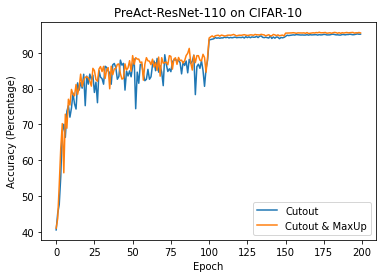 PreAct-ResNet-110 on CIFAR-10
Accuracy (Percentage)
90
80
70
60
50
40
0 25 50 75 100 125 150 175 200
Epoch
Cutout
Cutout & MaxUp